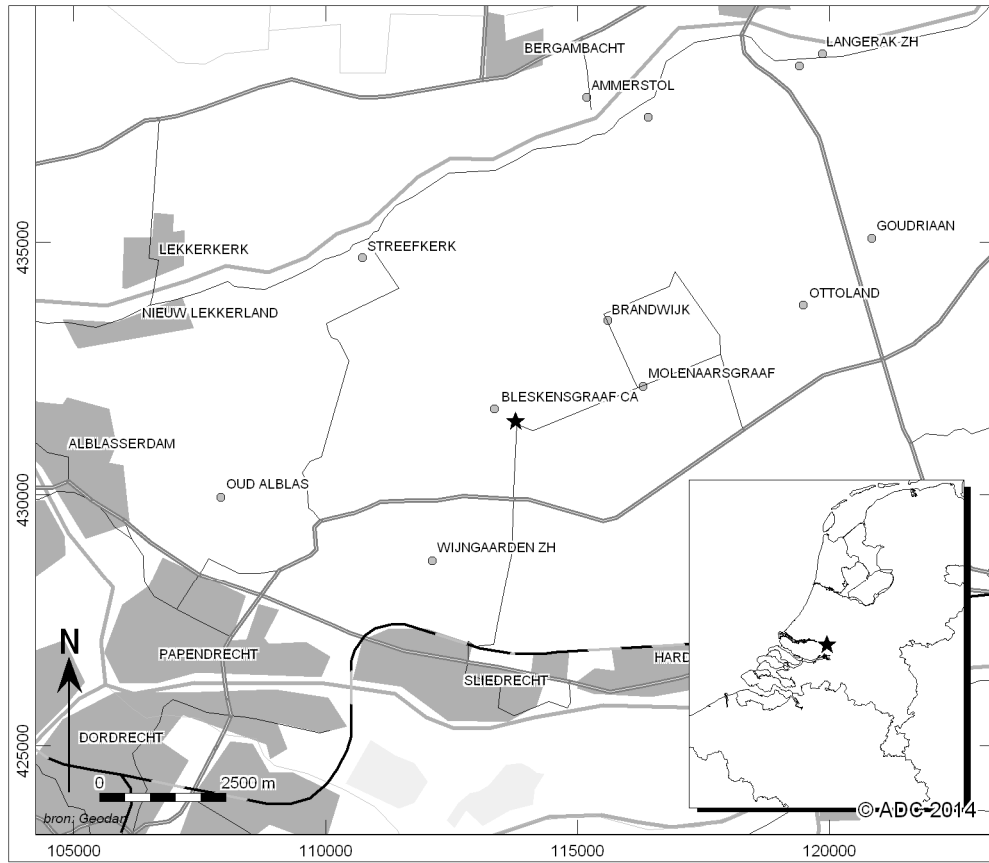 BERGAMBACHT
LANGERAK ZH
AMMERSTOL
GOUDRIAAN
435000
STREEFKERK
LEKKERKERK
OTTOLAND
BRANDWIJK
NIEUW LEKKERLAND
MOLENAARSGRAAF
BLESKENSGRAAF CA
ALBLASSERDAM
430000
OUD ALBLAS
WIJNGAARDEN ZH
N
PAPENDRECHT
HARD
SLIEDRECHT
425000
DORDRECHT
0 2500 m
bron: Geodan
© ADC 2014
105000 110000 115000 120000